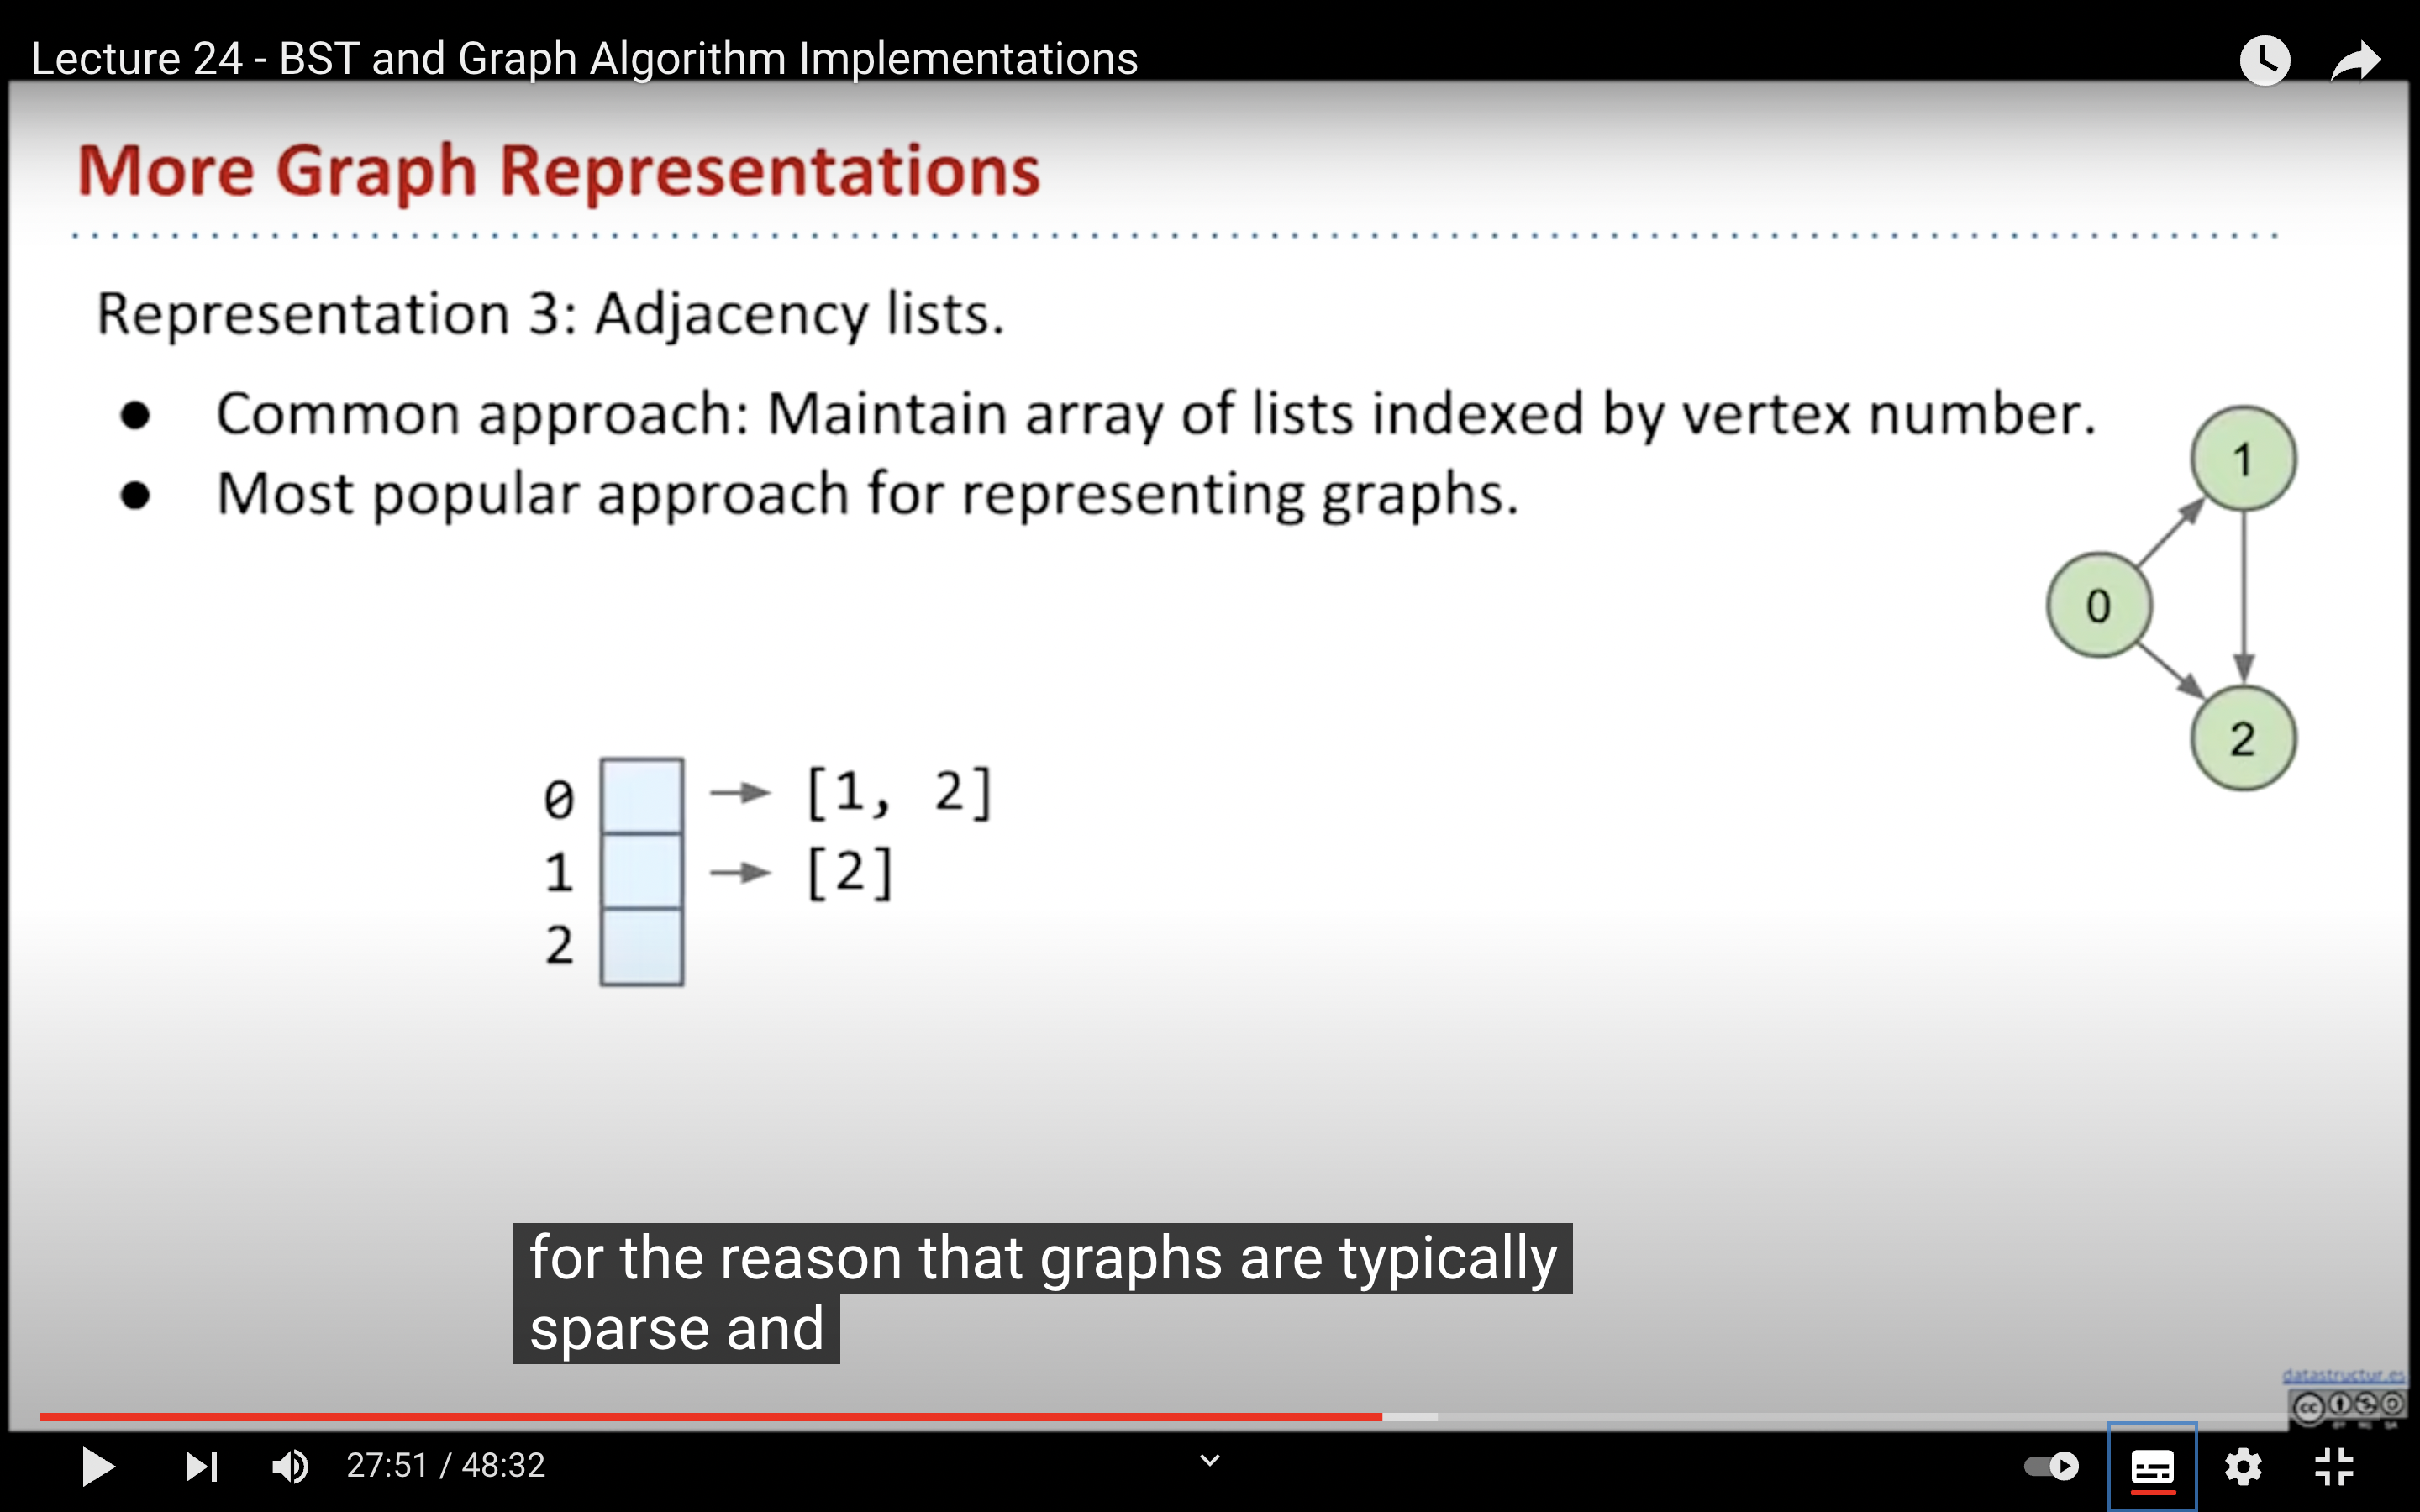 Lecture 24 - BST and Graph Algorithm Implementations
More Graph Representations
Representation 3: Adjacency lists.
● Common approach: Maintain array of lists indexed by vertex number.
● Most popular approach for representing graphs.
1
0
2
0 → [1, 2]
1 → [2]
2
for the reason that graphs are typically
sparse and
datastructur.es
cc
27:51 / 48:32